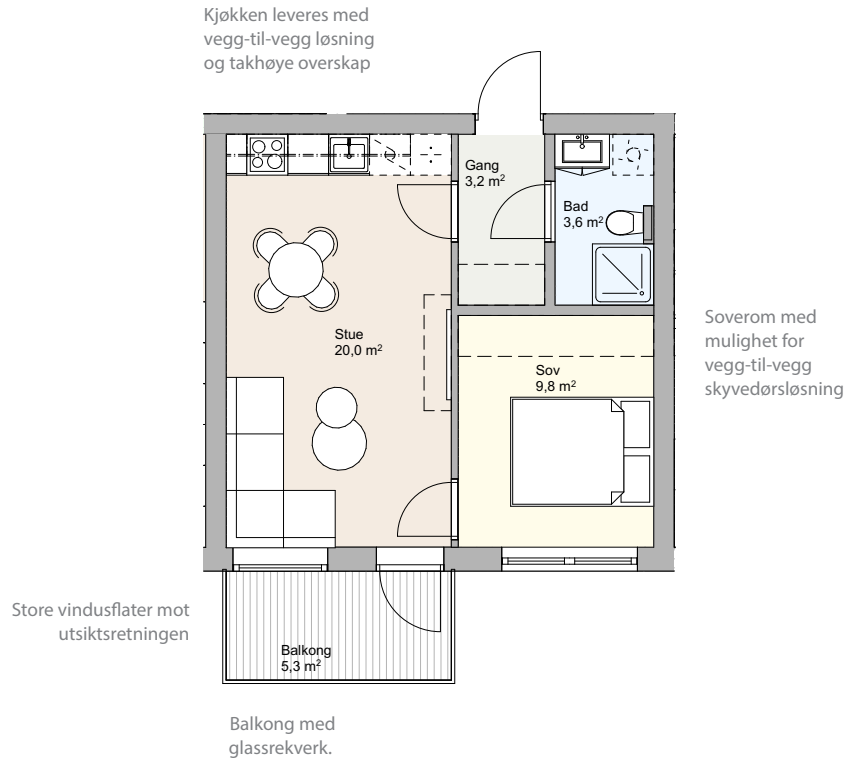 Kjøkken leveres med
vegg-til-vegg løsning
og takhøye overskap
Gang
3,2 m²
Bad
3,6 m²
Stue
20,0 m²
Sov
9,8 m²
Soverom med
mulighet for
vegg-til-vegg
skyvedørsløsning
Store vindusflater mot
utsiktsretningen
Balkong
5,3 m²
Balkong med
glassrekverk.